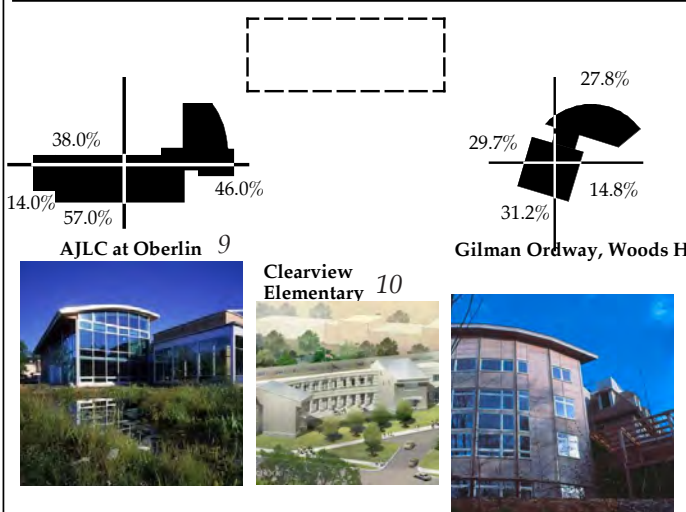 27.8%
38.0%
29.7%
46.0%
14.8%
14.0%
57.0%
31.2%
AJLC at Oberlin 9
Gilman Ordway, Woods H
Clearview
Elementary 10